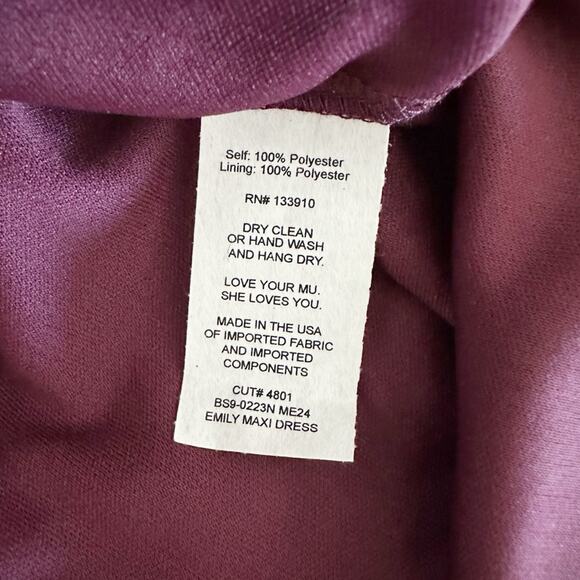 Self: 100% Polyester
Lining: 100% Polyester
RN# 133910
DRY CLEAN
OR HAND WASH
AND HANG DRY.
LOVE YOUR MU.
SHE LOVES YOU.
MADE IN THE USA
OF IMPORTED FABRIC
AND IMPORTED
COMPONENTS
CUT# 4801
BS9-0223N ME24
EMILY MAXI DRESS